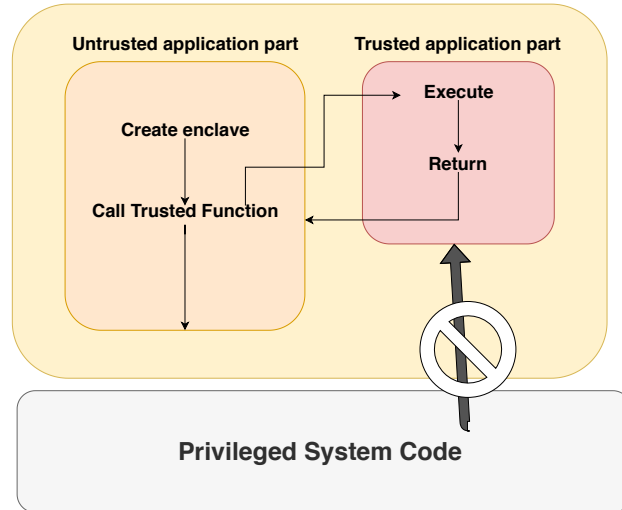 Untrusted application part
Trusted application part
Create enclave
Call Trusted Function
Execute
Return
Privileged System Code